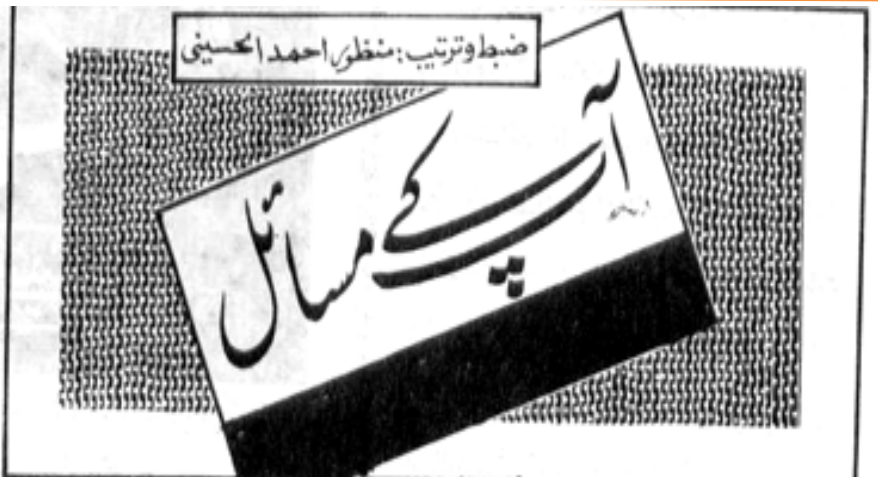 ضبط و ترتیب: منظور احمد الحسینی
آپ کے مسائل